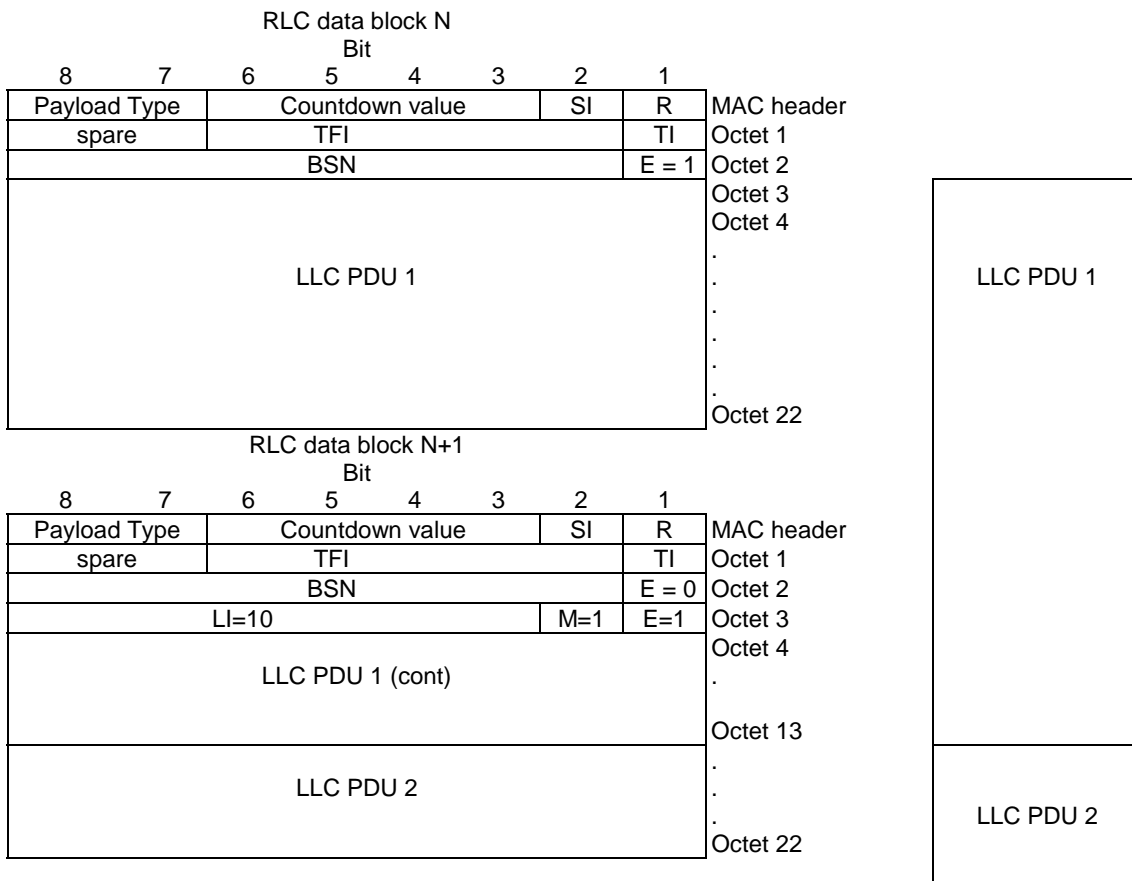 RLC data block N
Bit
8 7 6 5 4 3 2 1
Payload Type Countdown value SI R MAC header
spare TFI TI Octet 1
BSN E = 1 Octet 2
Octet 3
Octet 4
.
LLC PDU 1 . LLC PDU 1
.
.
.
.
Octet 22
RLC data block N+1
Bit
8 7 6 5 4 3 2 1
Payload Type Countdown value SI R MAC header
spare TFI TI Octet 1
BSN E = 0 Octet 2
LI=10 M=1 E=1 Octet 3
Octet 4
LLC PDU 1 (cont) .
Octet 13
.
LLC PDU 2 .
. LLC PDU 2
Octet 22